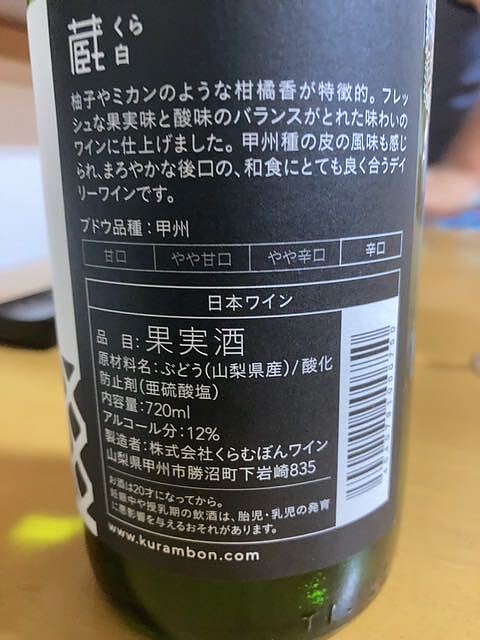 蔵 くら
白
柚子やミカンのような柑橘香が特徴的。フレッ
シュな果実味と酸味のバランスがとれた味わいの
ワインに仕上げました。甲州種の皮の風味も感じ
られ、まろやかな後口の、和食にとても良く合うデイ
リーワインです。
ブドウ品種：甲州
甘口 やや甘口 やや辛口 辛口
日本ワイン
品 目：果実酒
原材料名：ぶどう(山梨県産)/酸化
防止剤(亜硫酸塩)
内容量：720ml
アルコール分：12%
製造者：株式会社くらむぼんワイン
山梨県甲州市勝沼町下岩崎835
お酒は20才になってから。
妊娠中や授乳期の飲酒は、胎児・乳児の発育
に悪影響を与えるおそれがあります。
www.kurambon.com